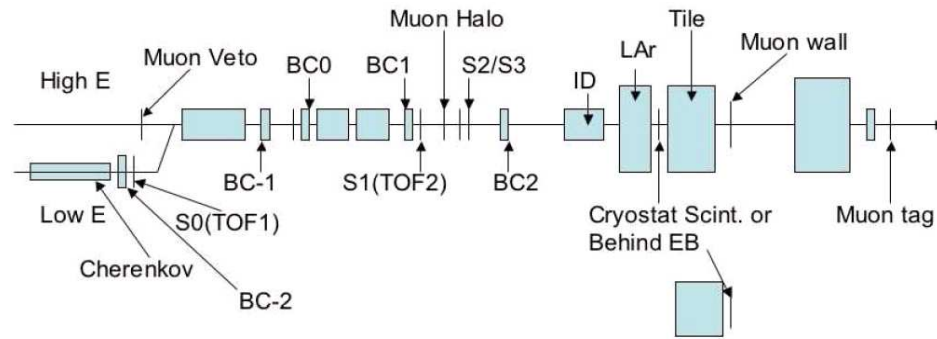 Muon Halo
Tile
Muon Veto
BC0
BC1
S2/S3
LAr
Muon wall
High E
ID
BC-1
S1(TOF2)
BC2
Low E
S0(TOF1)
Cryostat Scint. or
Behind EB
Muon tag
Cherenkov
BC-2